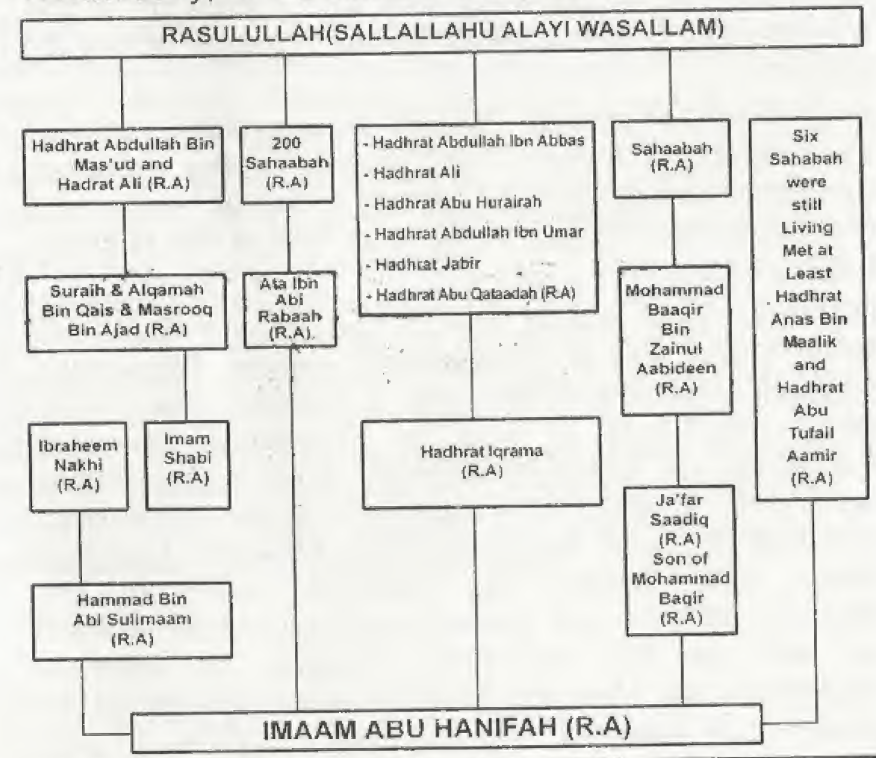 RASULULLAH(SALLALLAHU ALAYI WASALLAM)
Hadhrat Abdullah Bin
Mas'ud and
Hadrat Ali (R.A)
200
Sahaabah
(R.A)
- Hadhrat Abdullah Ibn Abbas
- Hadhrat Ali
- Hadhrat Abu Hurairah
- Hadhrat Abdullah Ibn Umar
- Hadhrat Jabir
- Hadhrat Abu Qataadah (R.A)
Sahaabah
(R.A)
Six
Sahabah
were
still
Living
Met at
Least
Hadhrat
Anas Bin
Maalik
and
Hadhrat
Abu
Tufail
Aamir
(R.A)
Suraih & Alqamah
Bin Qais & Masrooq
Bin Ajad (R.A)
Ata Ibn
Abi
Rabaah
(R.A).
Mohammad
Baaqir
Bin
Zainul
Aabideen
(R.A)
Ibraheem
Nakhi
(R.A)
Imam
Shabi
(R.A)
Hadhrat Iqrama
(R.A)
Ja'far
Saadiq
(R.A)
Son of
Mohammad
Baqir
(R.A)
Hammad Bin
Abi Sulimaam
(R.A)
IMAAM ABU HANIFAH (R.A)